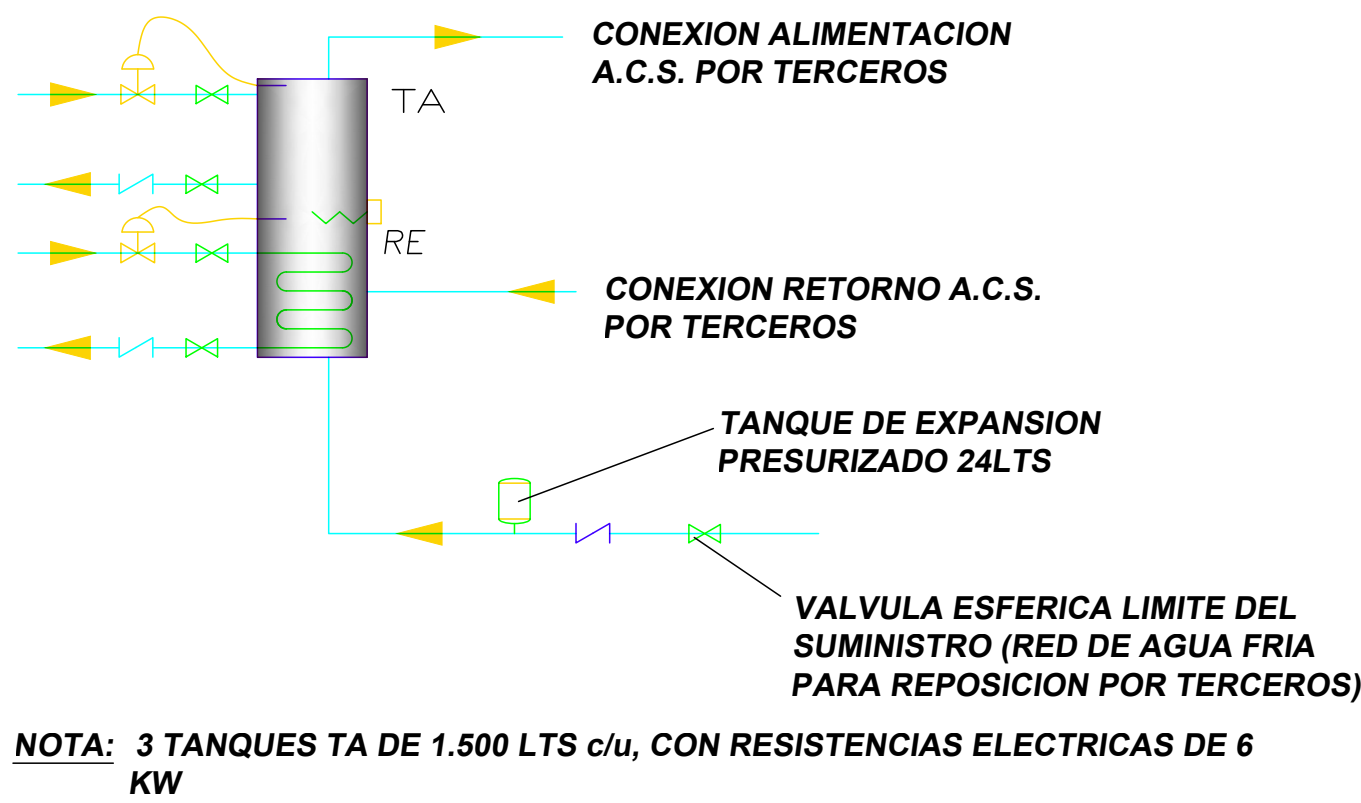 CONEXION ALIMENTACION
A.C.S. POR TERCEROS
TA
RE
CONEXION RETORNO A.C.S.
POR TERCEROS
TANQUE DE EXPANSION
PRESURIZADO 24LTS
VALVULA ESFERICA LIMITE DEL
SUMINISTRO (RED DE AGUA FRIA
PARA REPOSICION POR TERCEROS)
NOTA: 3 TANQUES TA DE 1.500 LTS c/u, CON RESISTENCIAS ELECTRICAS DE 6
KW